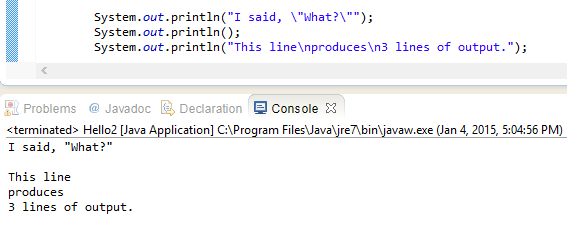 System.out.println("I said, \"What?\"");
System.out.println();
System.out.println("This line\nproduces\n3 lines of output.");
Problems @ Javadoc Declaration Console
<terminated> Hello2 [Java Application] C:\Program Files\Java\jre7\bin\javaw.exe (Jan 4, 2015, 5:04:56 PM)
I said, "What?"
This line
produces
3 lines of output.